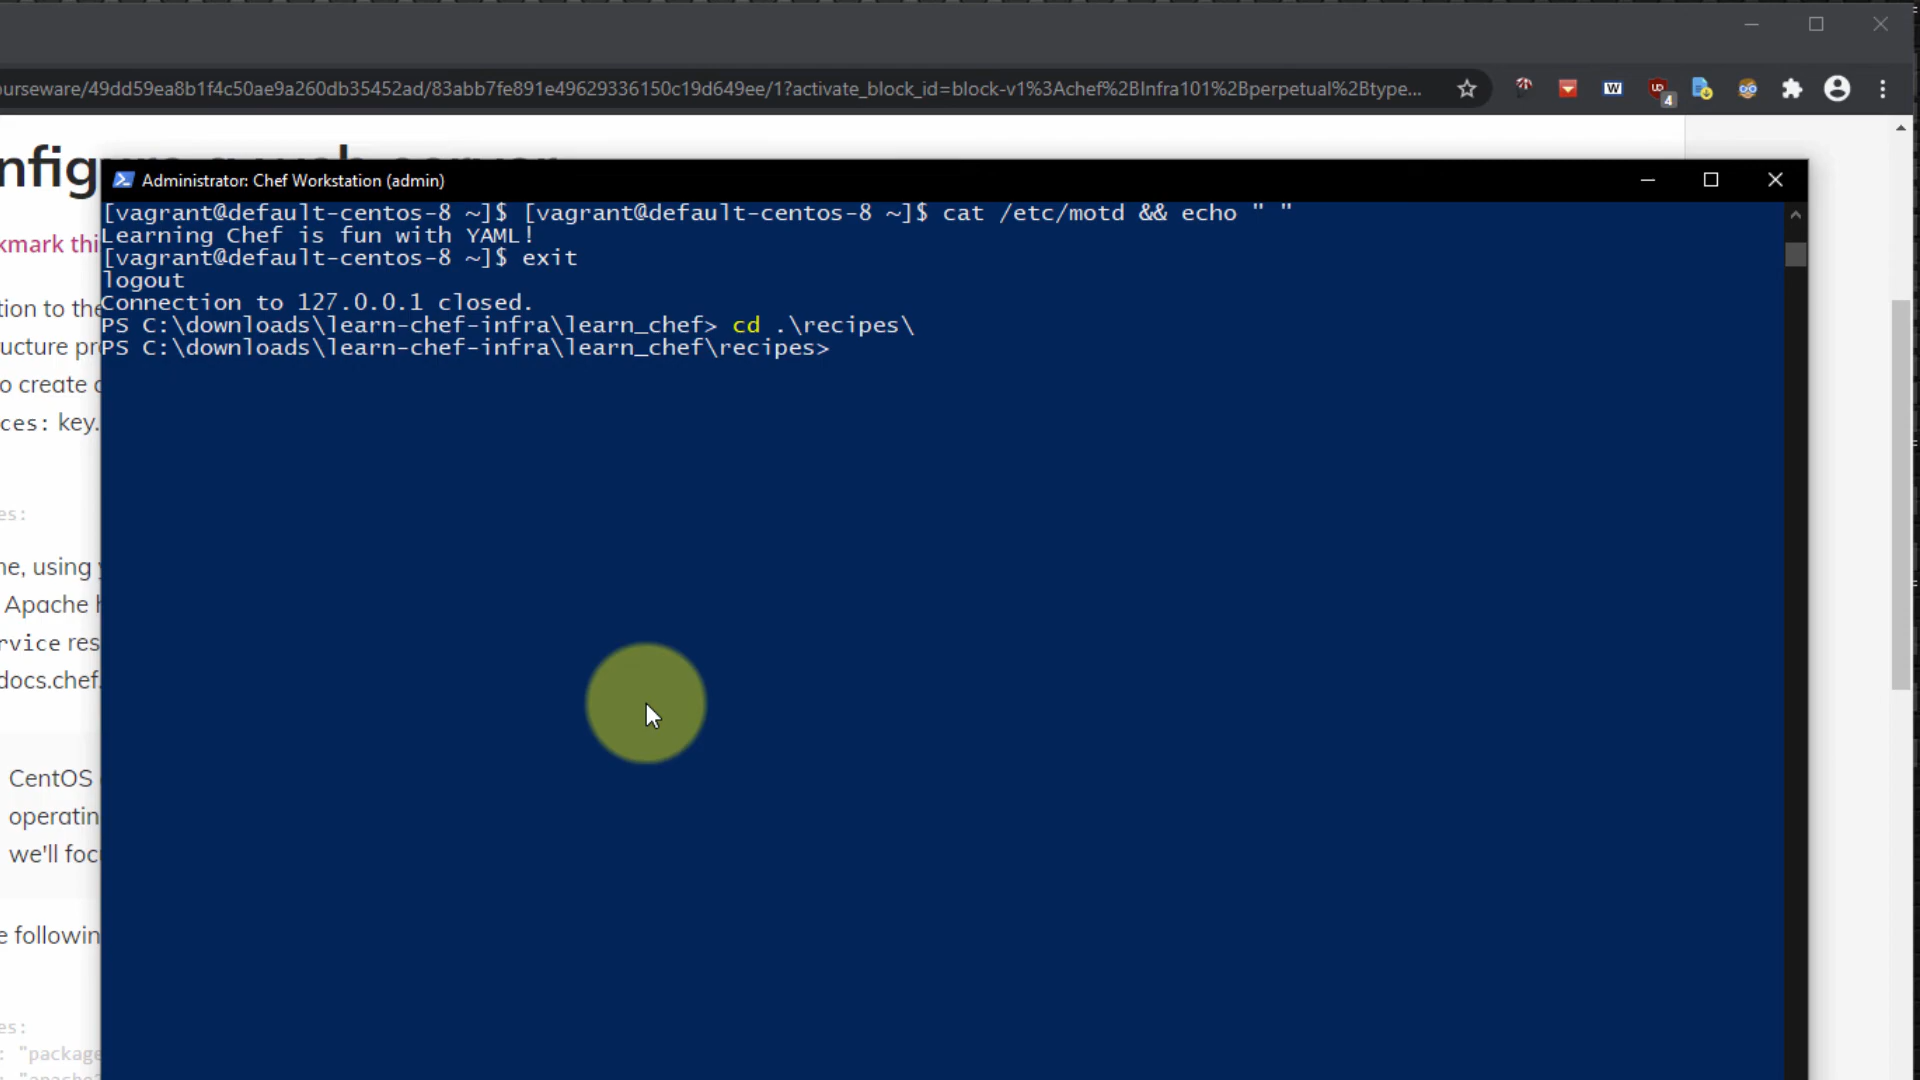 ourseware/49dd59ea8b1f4c50ae9a260db35452ad/83abb7fe891e49629336150c19d649ee/1?activate_block_id=block-v1%3Achef%2BInfra101%2Bperpetual%2Btype...
W
UD
4
Administrator: Chef Workstation (admin)
[vagrant@default-centos-8 ~]$ [vagrant@default-centos-8 ~]$ cat /etc/motd && echo " "
Learning Chef is fun with YAML!
[vagrant@default-centos-8 ~]$ exit
logout
Connection to 127.0.0.1 closed.
PS C:\downloads\learn-chef-infra\learn_chef> cd .\recipes\
PS C:\downloads\learn-chef-infra\learn_chef\recipes>
nfig
kmark thi
tion to the
ucture pr
o create
ces: key.
es:
ne, using
Apache
rvice res
docs.chef.
CentOS
operatin
we'll foc
e followin
es:
: "package